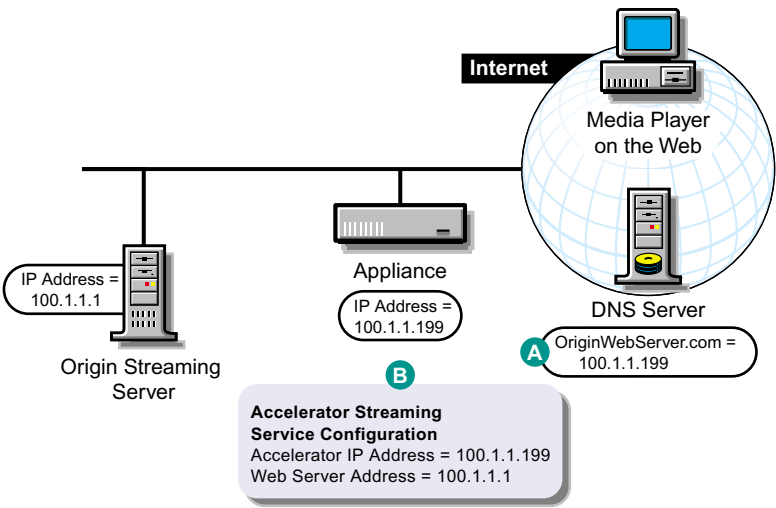 Internet
Media Player
on the Web
IP Address =
100.1.1.1
Origin Streaming
Server
Appliance
IP Address =
100.1.1.199
DNS Server
A
OriginWebServer.com =
100.1.1.199
B
Accelerator Streaming
Service Configuration
Accelerator IP Address = 100.1.1.199
Web Server Address = 100.1.1.1